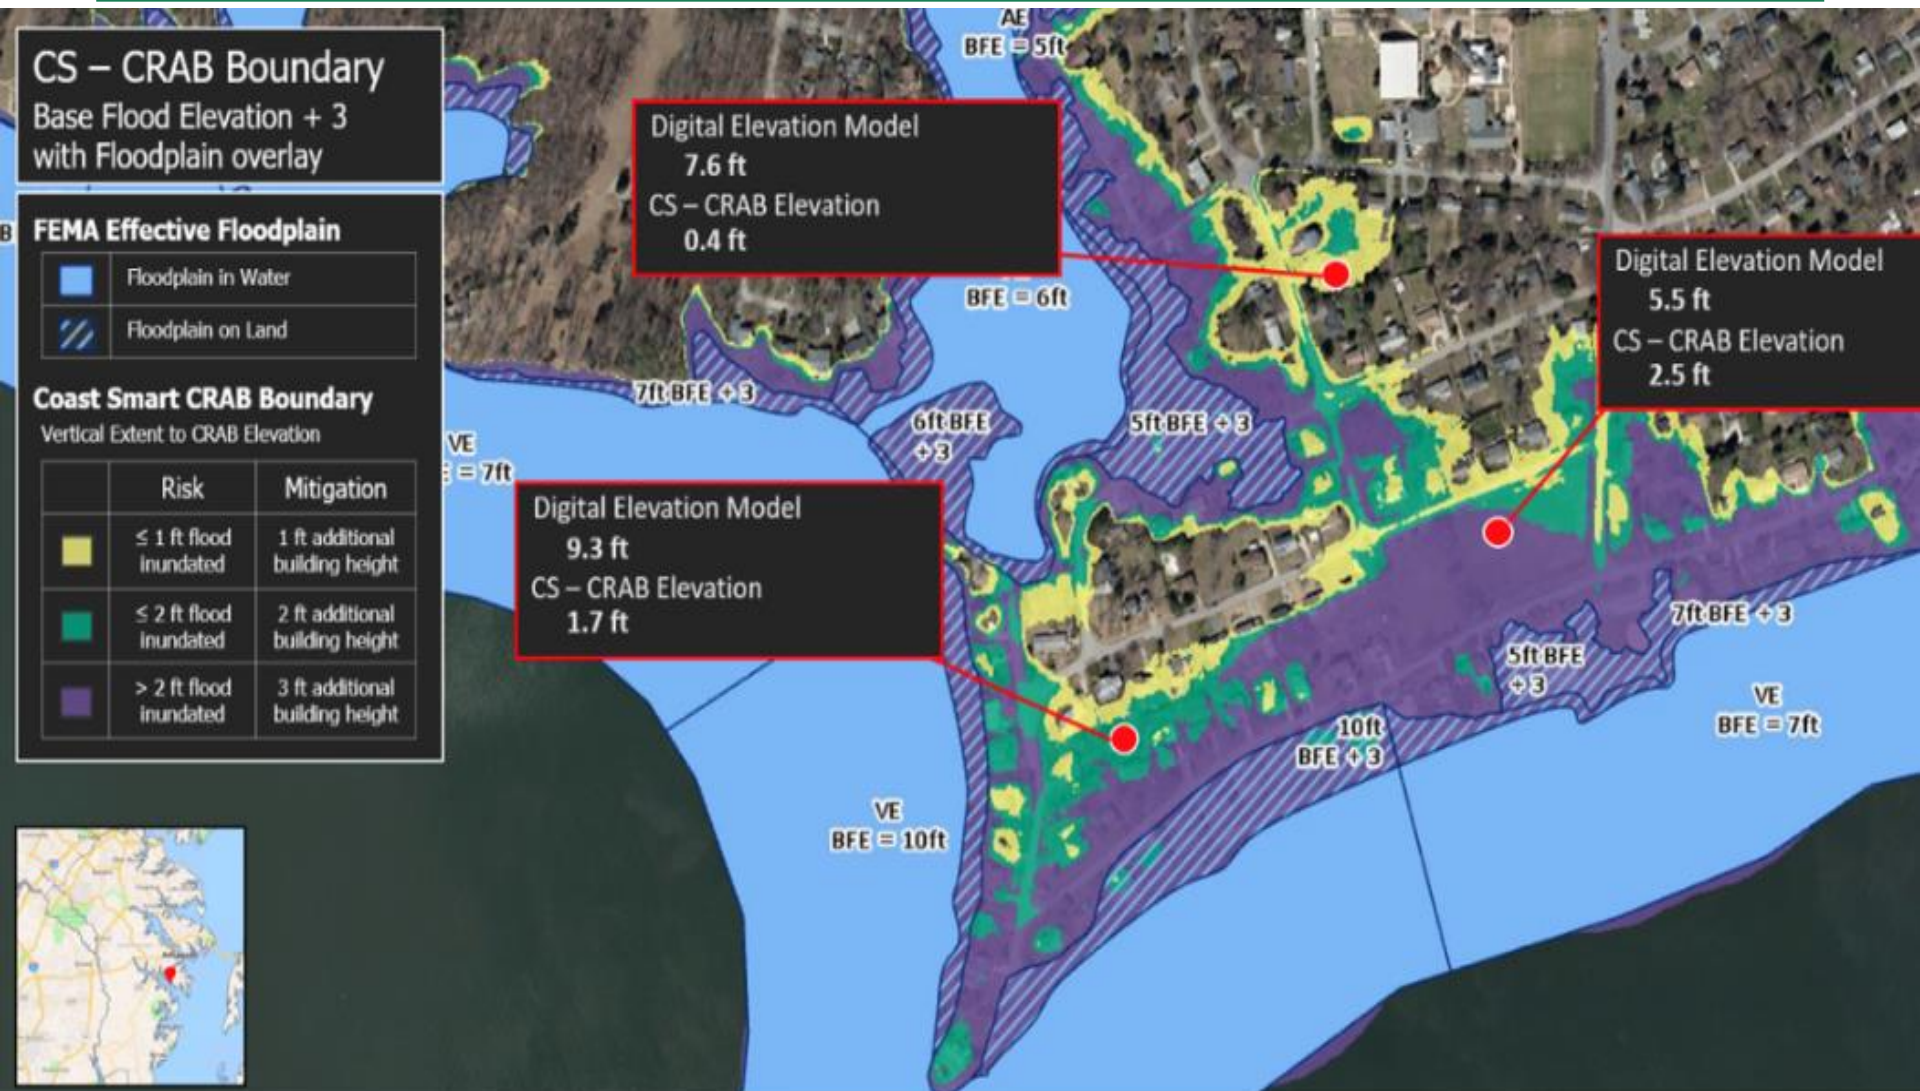 CS – CRAB Boundary
Base Flood Elevation + 3
with Floodplain overlay
FEMA Effective Floodplain
Floodplain in Water
Floodplain on Land
Coast Smart CRAB Boundary
Vertical Extent to CRAB Elevation
Risk Mitigation
≤ 1 ft flood inundated 1 ft additional building height
≤ 2 ft flood inundated 2 ft additional building height
> 2 ft flood inundated 3 ft additional building height
B
AE
BFE = 5ft
Digital Elevation Model
7.6 ft
CS – CRAB Elevation
0.4 ft
BFE = 6ft
Digital Elevation Model
5.5 ft
CS – CRAB Elevation
2.5 ft
7ft BFE + 3
6ft BFE
+ 3
5ft BFE + 3
VE
= 7ft
Digital Elevation Model
9.3 ft
CS – CRAB Elevation
1.7 ft
7ft BFE + 3
5ft BFE
+ 3
VE
BFE = 7ft
10ft
BFE + 3
VE
BFE = 10ft